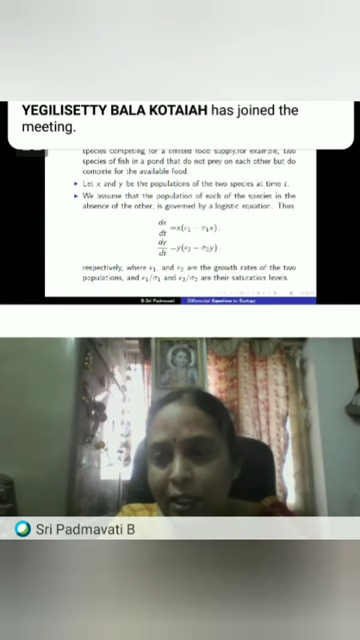 YEGILISETTY BALA KOTAIAH has joined the
meeting.
species competing for a limited food supply,for example, two
species of fish in a pond that do not prey on each other but do
compete for the available food.
Let x and y be the populations of the two species at time t.
We assume that the population of each of the species in the
absence of the other, is governed by a logistic equation. Thus
dx/dt =x(ϵ₁ − σ₁x),
dy/dt =y(ϵ₂ − σ₂y).
respectively, where ϵ₁, and ϵ₂ are the growth rates of the two
populations, and ϵ₁/σ₁ and ϵ₂/σ₂ are their saturation levels.
B.Sri Padmavati Differential Equations in Ecology
Sri Padmavati B